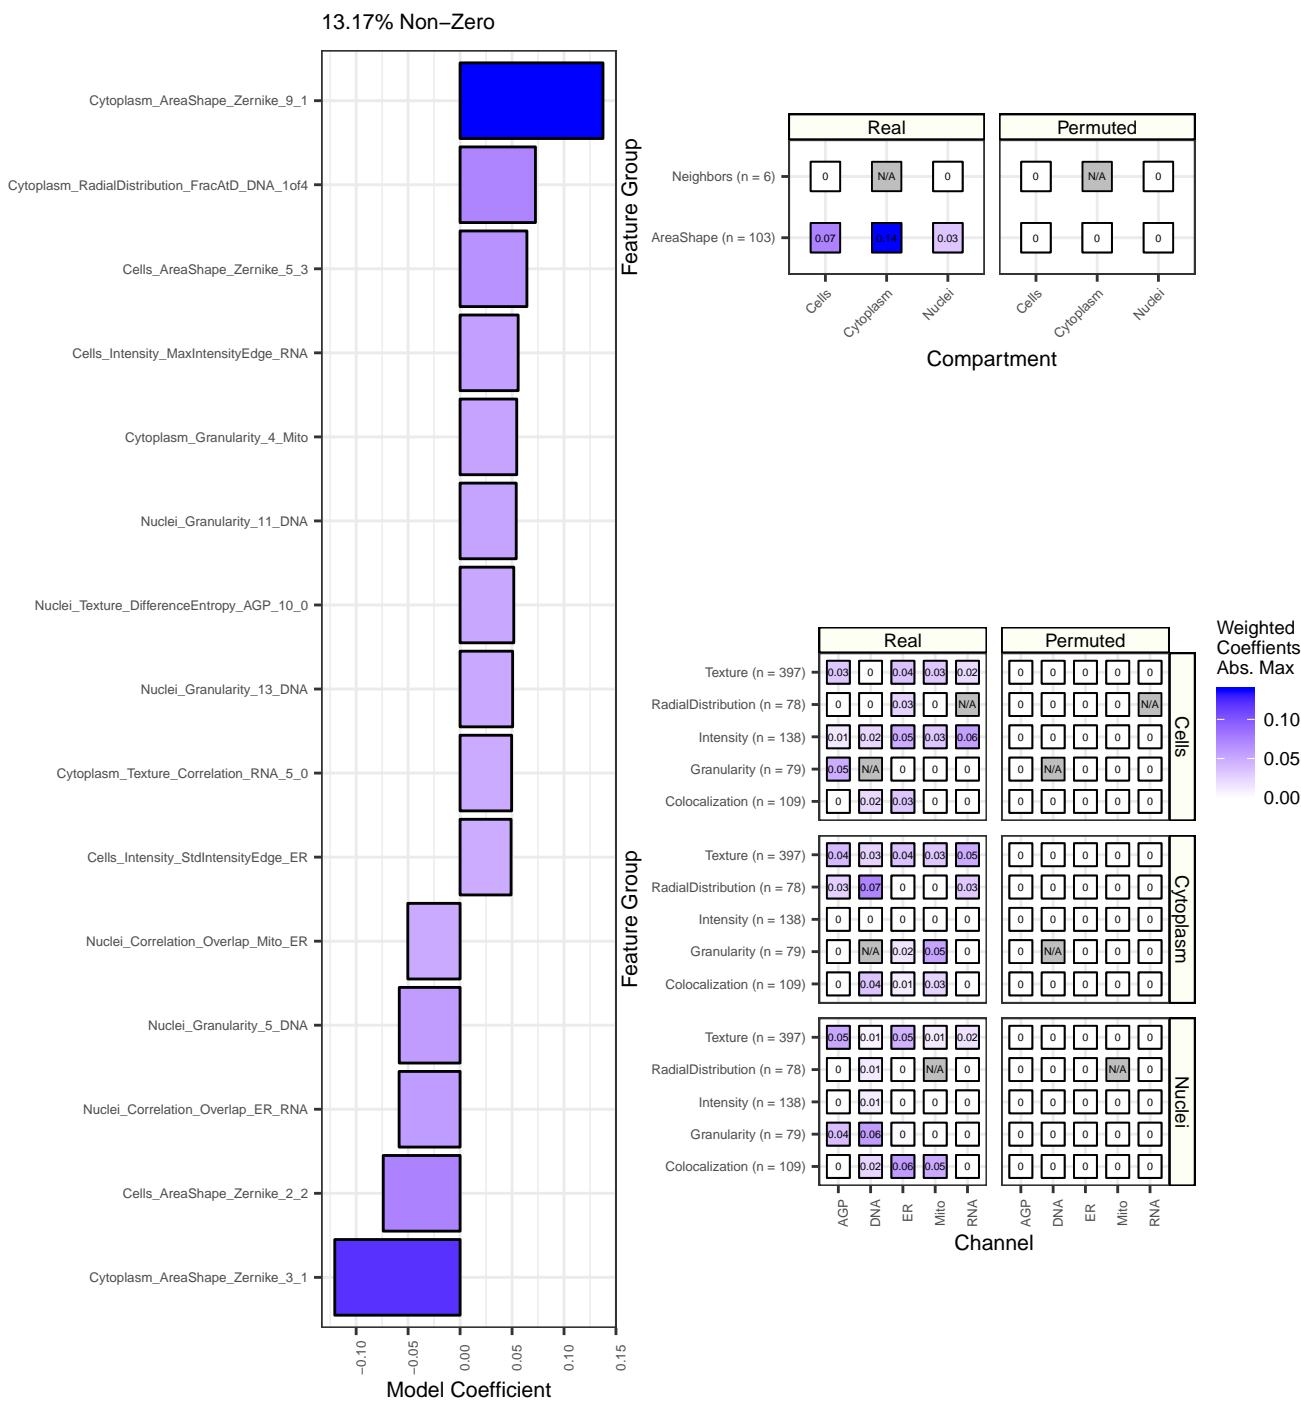 13.17% Non−Zero
Cytoplasm_AreaShape_Zernike_9_1
Cytoplasm_RadialDistribution_FracAtD_DNA_1of4
Cells_AreaShape_Zernike_5_3
Cells_Intensity_MaxIntensityEdge_RNA
Cytoplasm_Granularity_4_Mito
Nuclei_Granularity_11_DNA
Nuclei_Texture_DifferenceEntropy_AGP_10_0
Nuclei_Granularity_13_DNA
Cytoplasm_Texture_Correlation_RNA_5_0
Cells_Intensity_StdIntensityEdge_ER
Nuclei_Correlation_Overlap_Mito_ER
Nuclei_Granularity_5_DNA
Nuclei_Correlation_Overlap_ER_RNA
Cells_AreaShape_Zernike_2_2
Cytoplasm_AreaShape_Zernike_3_1
−0.10 −0.05 0.00 0.05 0.10 0.15
Model Coefficient
Feature Group
Real Permuted
Neighbors (n = 6) 0 N/A 0 0 N/A 0
AreaShape (n = 103) 0.07 0.14 0.03 0 0 0
Cells Cytoplasm Nuclei Cells Cytoplasm Nuclei
Compartment
Feature Group
Real Permuted
Texture (n = 397) 0.03 0 0.04 0.03 0.02 0 0 0 0 0
RadialDistribution (n = 78) 0 0 0.03 0 N/A 0 0 0 0 N/A
Intensity (n = 138) 0.01 0.02 0.05 0.03 0.06 0 0 0 0 0
Granularity (n = 79) 0.05 N/A 0 0 0 0 N/A 0 0 0
Colocalization (n = 109) 0 0.02 0.03 0 0 0 0 0 0 0
Cells
Texture (n = 397) 0.04 0.03 0.04 0.03 0.05 0 0 0 0 0
RadialDistribution (n = 78) 0.03 0.07 0 0 0.03 0 0 0 0 0
Intensity (n = 138) 0 0 0 0 0 0 0 0 0 0
Granularity (n = 79) 0 N/A 0.02 0.05 0 0 N/A 0 0 0
Colocalization (n = 109) 0 0.04 0.01 0.03 0 0 0 0 0 0
Cytoplasm
Texture (n = 397) 0.05 0.01 0.05 0.01 0.02 0 0 0 0 0
RadialDistribution (n = 78) 0 0.01 0 N/A 0 0 0 0 N/A 0
Intensity (n = 138) 0 0.01 0 0 0 0 0 0 0 0
Granularity (n = 79) 0.04 0.06 0 0 0 0 0 0 0 0
Colocalization (n = 109) 0 0.02 0.06 0.05 0 0 0 0 0 0
Nuclei
AGP DNA ER Mito RNA AGP DNA ER Mito RNA
Channel
Weighted
Coeffients
Abs. Max
0.10
0.05
0.00